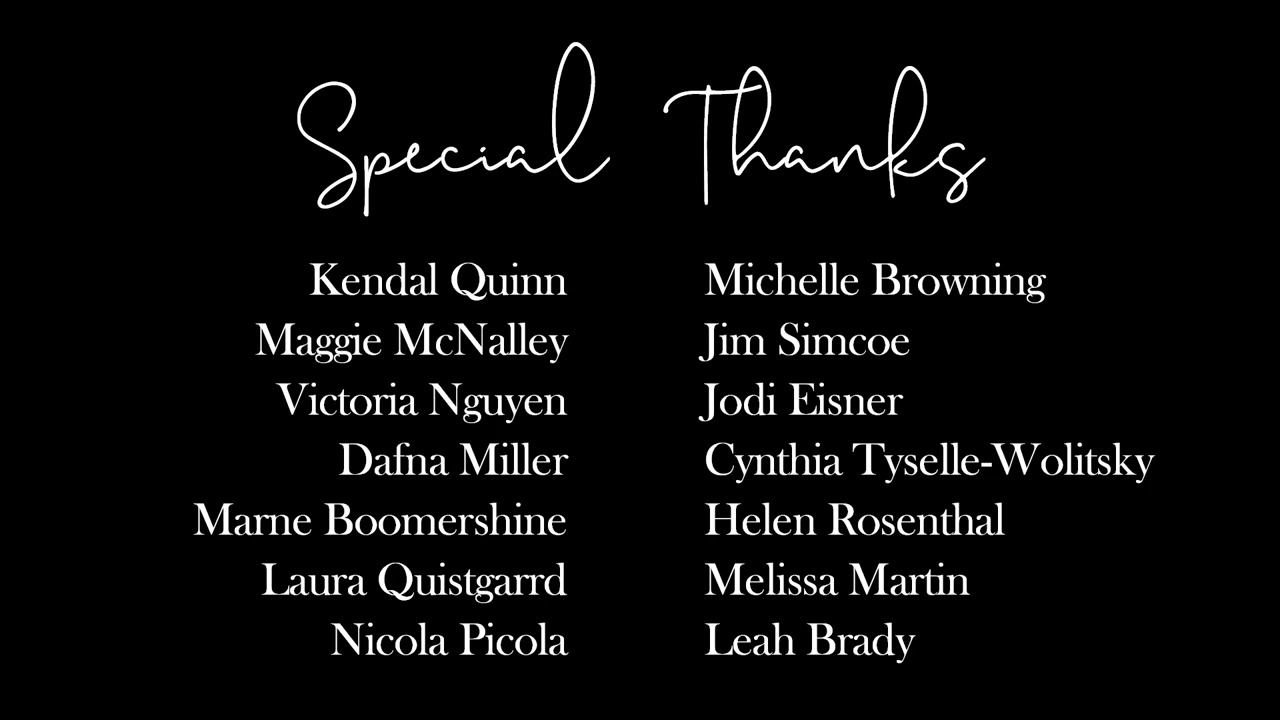 Special Thanks
Kendal Quinn
Maggie McNalley
Victoria Nguyen
Dafna Miller
Marne Boomershine
Laura Quistgarrd
Nicola Picola
Michelle Browning
Jim Simcoe
Jodi Eisner
Cynthia Tyselle-Wolitsky
Helen Rosenthal
Melissa Martin
Leah Brady